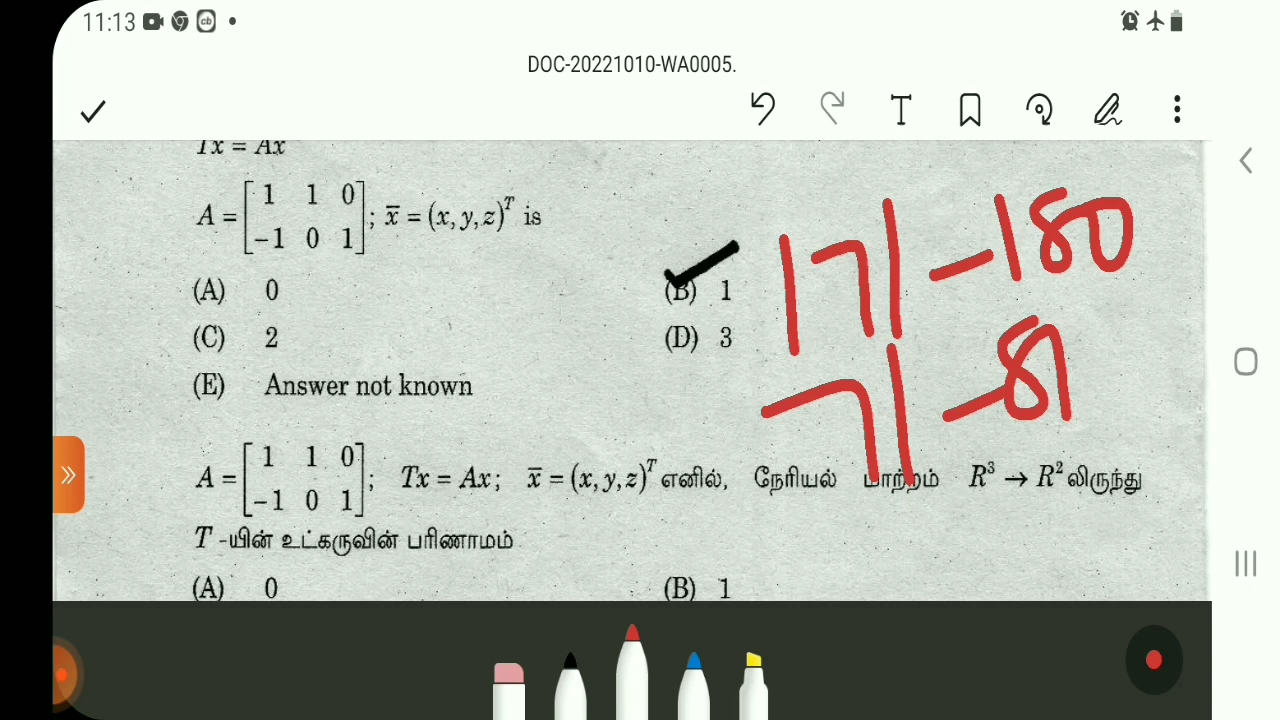 11:13
DOC-20221010-WA0005.
Tx = Ax
A = [1 1 0; -1 0 1]; x̅ = (x, y, z)ᵀ is
(A) 0 (B) 1
(C) 2 (D) 3
(E) Answer not known
171 -180
71 -81
A = [1 1 0; -1 0 1]; Tx = Ax; x̅ = (x, y, z)ᵀ எனில், நேரியல் மாற்றம் R³ → R² லிருந்து
T -யின் உட்கருவின் பரிணாமம்
(A) 0 (B) 1